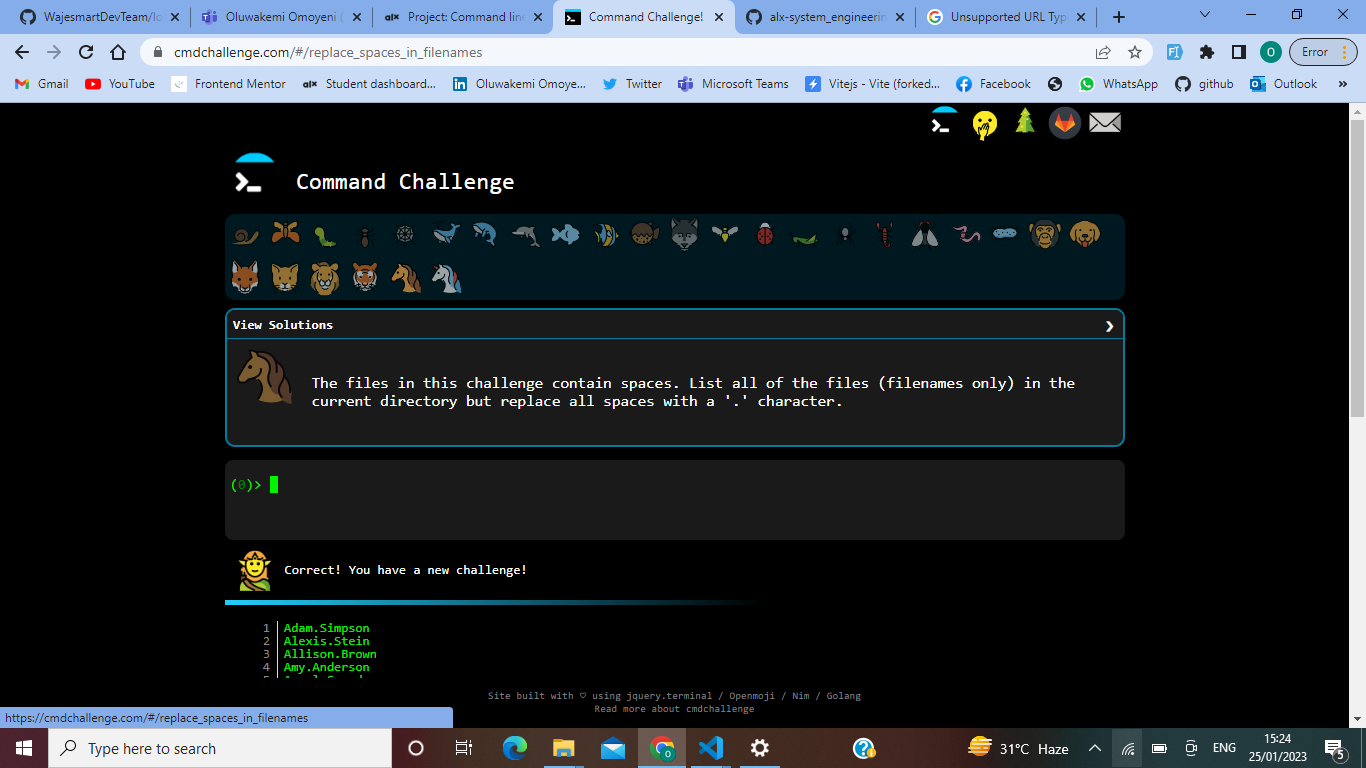 WajesmartDevTeam/lo
Oluwakemi Omoyeni (
alx Project: Command line
Command Challenge!
alx-system_engineerin
Unsupported URL Typ
cmdchallenge.com/#/replace_spaces_in_filenames
O
Error
Gmail YouTube Frontend Mentor alx Student dashboard... Oluwakemi Omoye... Twitter Microsoft Teams Vitejs - Vite (forked... Facebook WhatsApp github Outlook »
Command Challenge
View Solutions
The files in this challenge contain spaces. List all of the files (filenames only) in the
current directory but replace all spaces with a '.' character.
(0)>
Correct! You have a new challenge!
1 Adam.Simpson
2 Alexis.Stein
3 Allison.Brown
4 Amy.Anderson
Site built with ♡ using jquery.terminal / Openmoji / Nim / Golang
Read more about cmdchallenge
https://cmdchallenge.com/#/replace_spaces_in_filenames
Type here to search
31°C Haze
ENG
15:24
25/01/2023
5